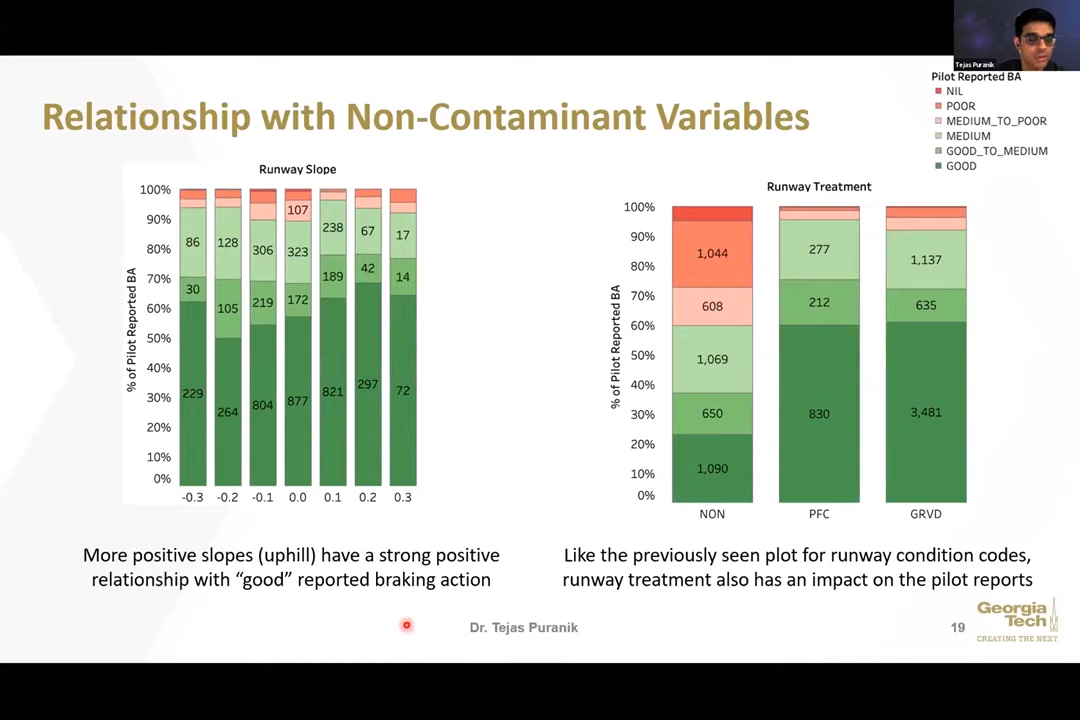 Tejas Puranik
Pilot Reported BA
NIL
POOR
MEDIUM_TO_POOR
MEDIUM
GOOD_TO_MEDIUM
GOOD
Relationship with Non-Contaminant Variables
Runway Slope
% of Pilot Reported BA
100%
90%
80%
70%
60%
50%
40%
30%
20%
10%
0%
107
86 128 306 323 238 67 17
30 105 219 172 189 42 14
229 264 804 877 821 297 72
-0.3 -0.2 -0.1 0.0 0.1 0.2 0.3
Runway Treatment
% of Pilot Reported BA
100%
90%
80%
70%
60%
50%
40%
30%
20%
10%
0%
1,044
608
1,069 277 1,137
650 212 635
1,090 830 3,481
NON PFC GRVD
More positive slopes (uphill) have a strong positive
relationship with “good” reported braking action
Like the previously seen plot for runway condition codes,
runway treatment also has an impact on the pilot reports
Dr. Tejas Puranik
19
Georgia
Tech
CREATING THE NEXT